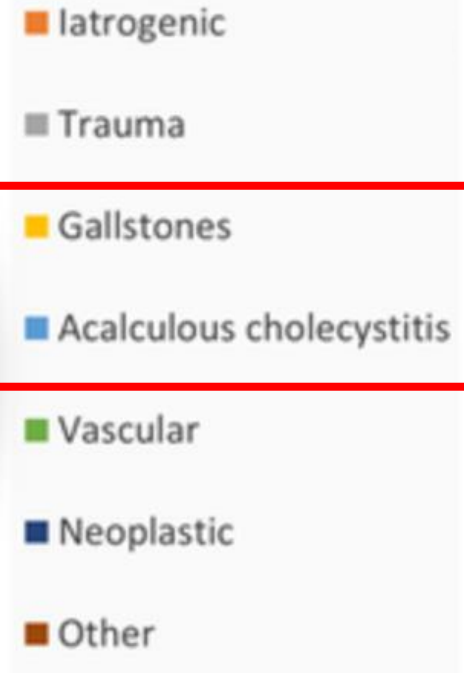 Iatrogenic
Trauma
Gallstones
Acalculous cholecystitis
Vascular
Neoplastic
Other